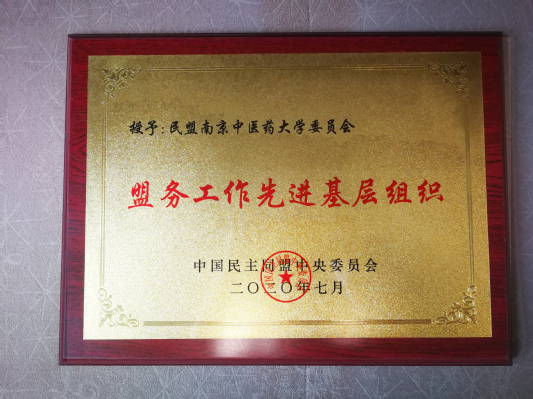 授予:民盟南京中医药大学委员会
盟务工作先进基层组织
中国民主同盟中央委员会
二〇二〇年七月